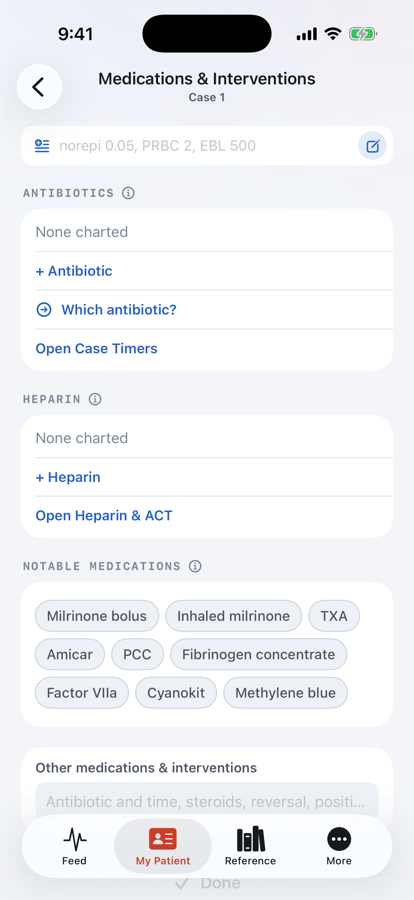 9:41
Medications & Interventions
Case 1
norepi 0.05, PRBC 2, EBL 500
ANTIBIOTICS
None charted
+ Antibiotic
Which antibiotic?
Open Case Timers
HEPARIN
None charted
+ Heparin
Open Heparin & ACT
NOTABLE MEDICATIONS
Milrinone bolus Inhaled milrinone TXA
Amicar PCC Fibrinogen concentrate
Factor VIIa Cyanokit Methylene blue
Other medications & interventions
Antibiotic and time, steroids, reversal, positi...
Feed My Patient Reference More
Done